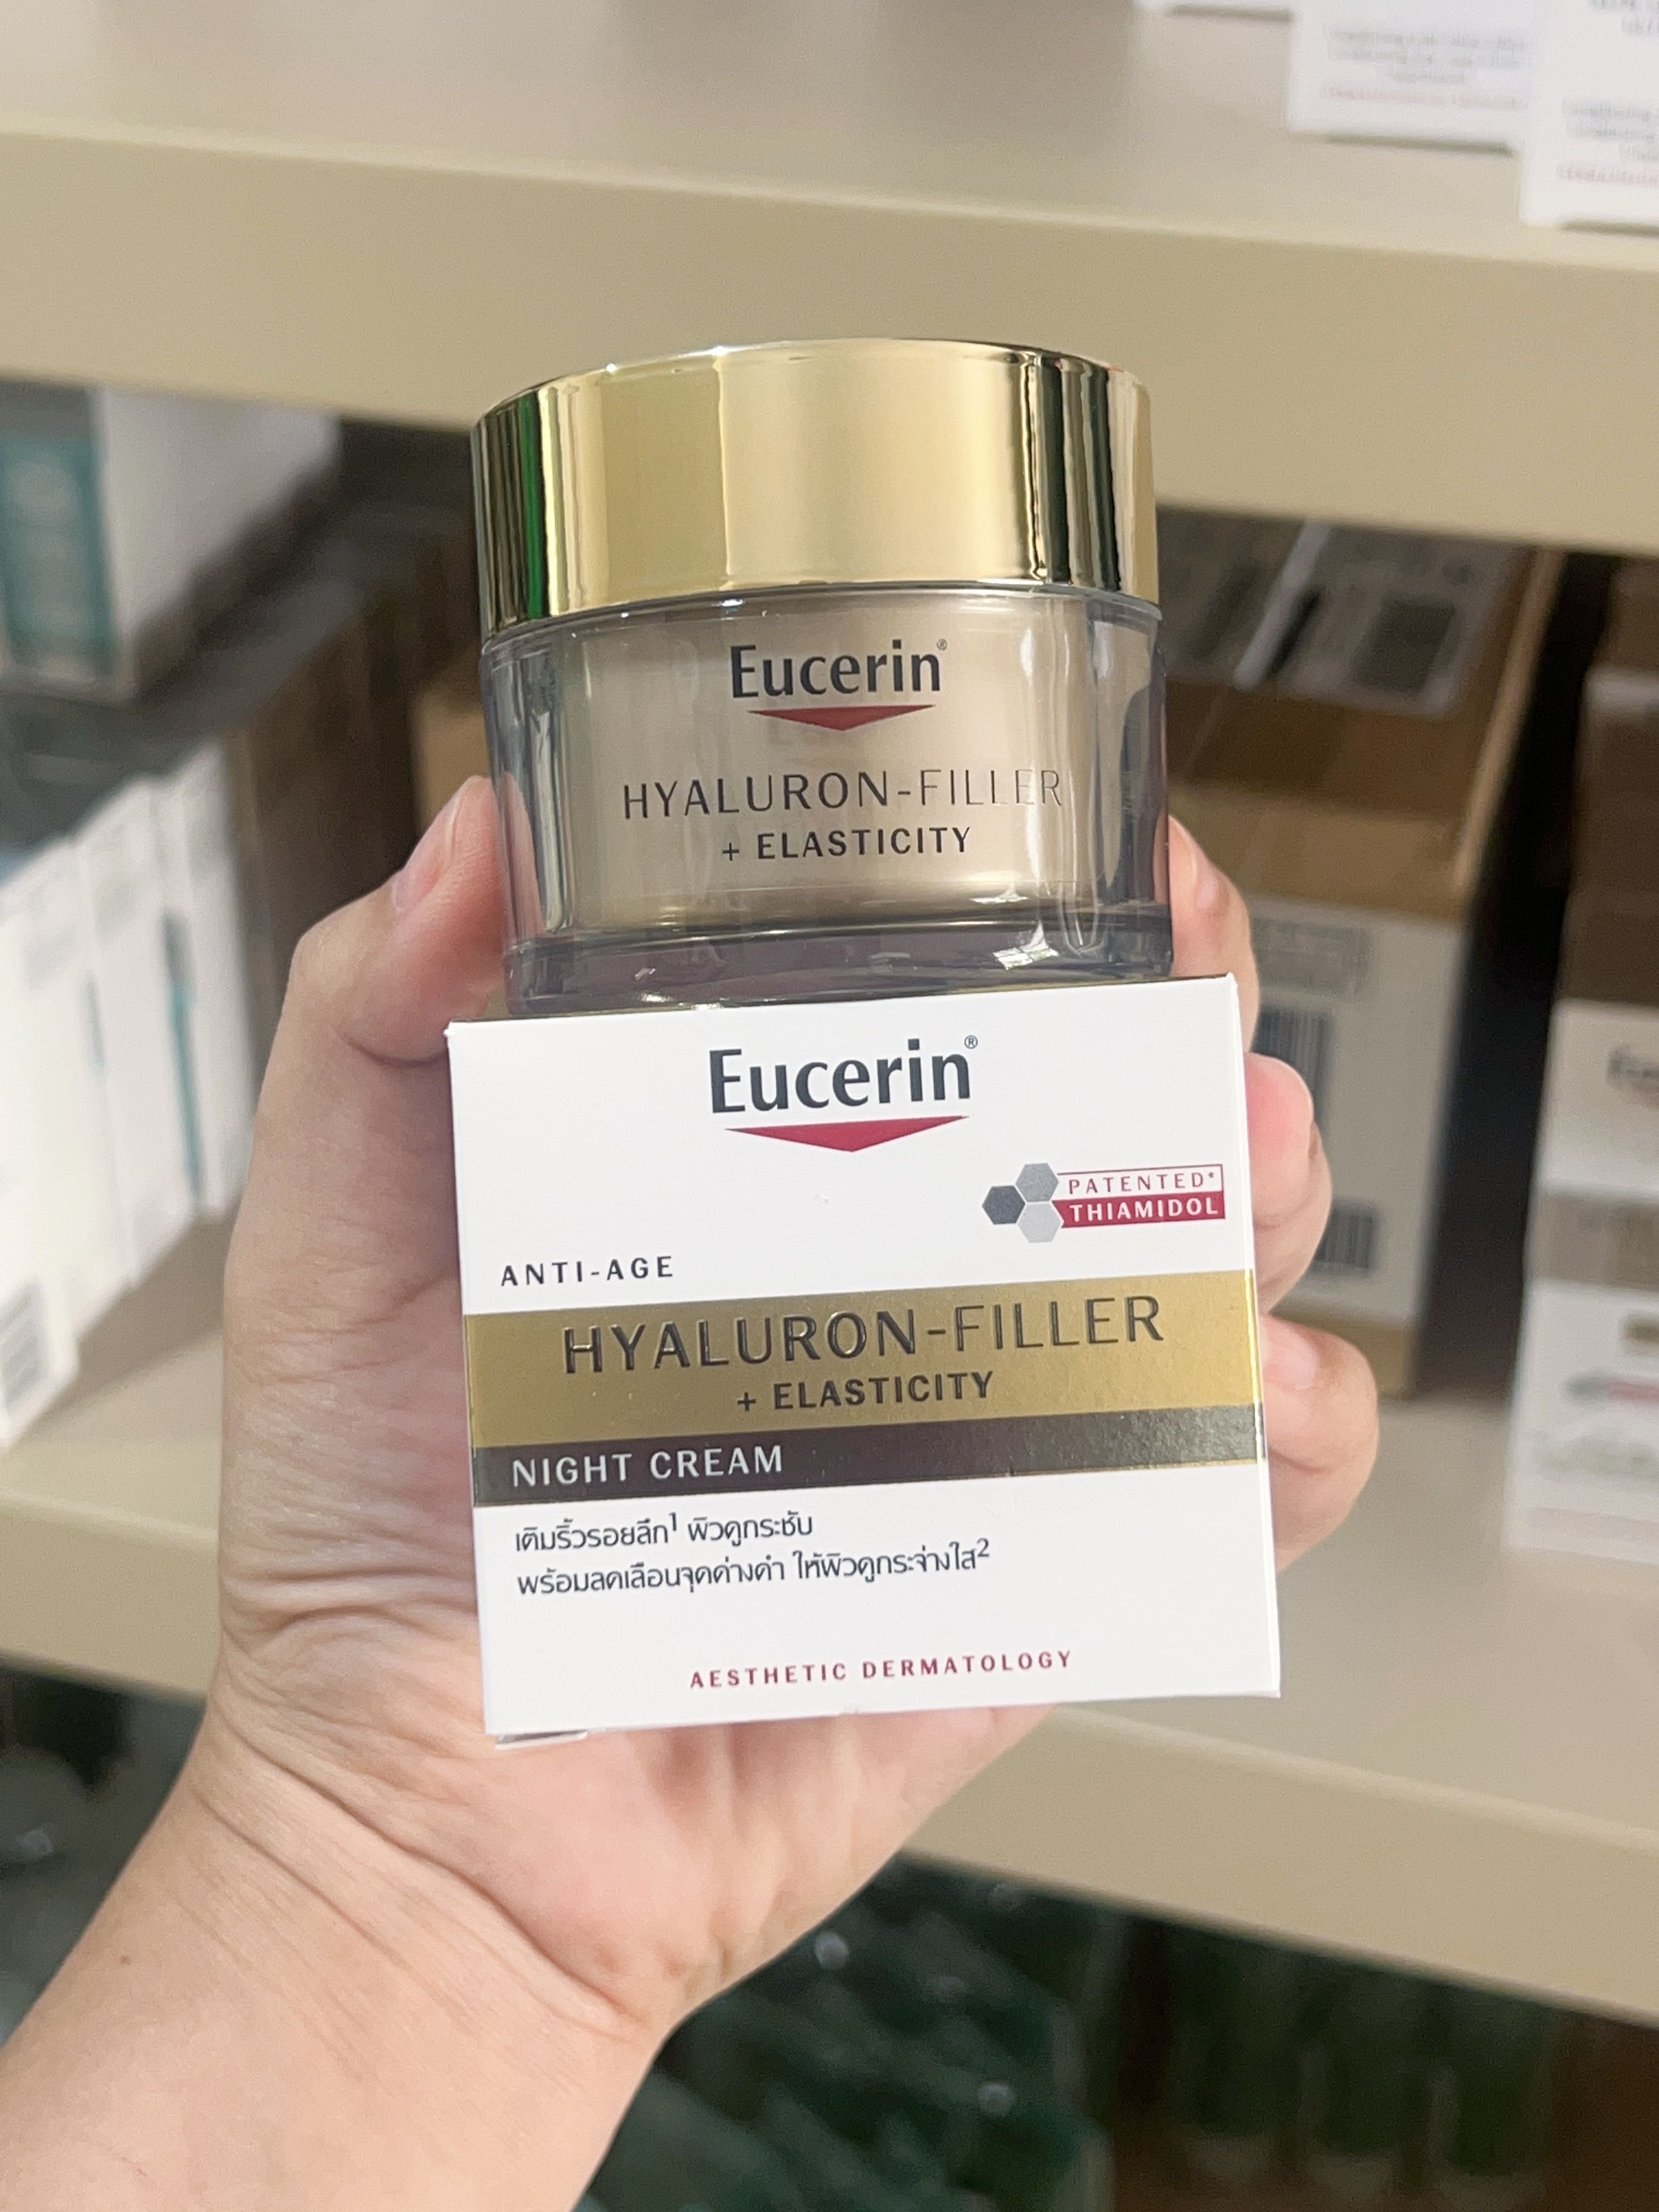 Eucerin®
HYALURON-FILLER
+ ELASTICITY
Eucerin®
PATENTED*
THIAMIDOL
ANTI-AGE
HYALURON-FILLER
+ ELASTICITY
NIGHT CREAM
เติมริ้วรอยลึก¹ ผิวดูกระชับ
พร้อมลดเลือนจุดด่างดำ ให้ผิวดูกระจ่างใส²
AESTHETIC DERMATOLOGY